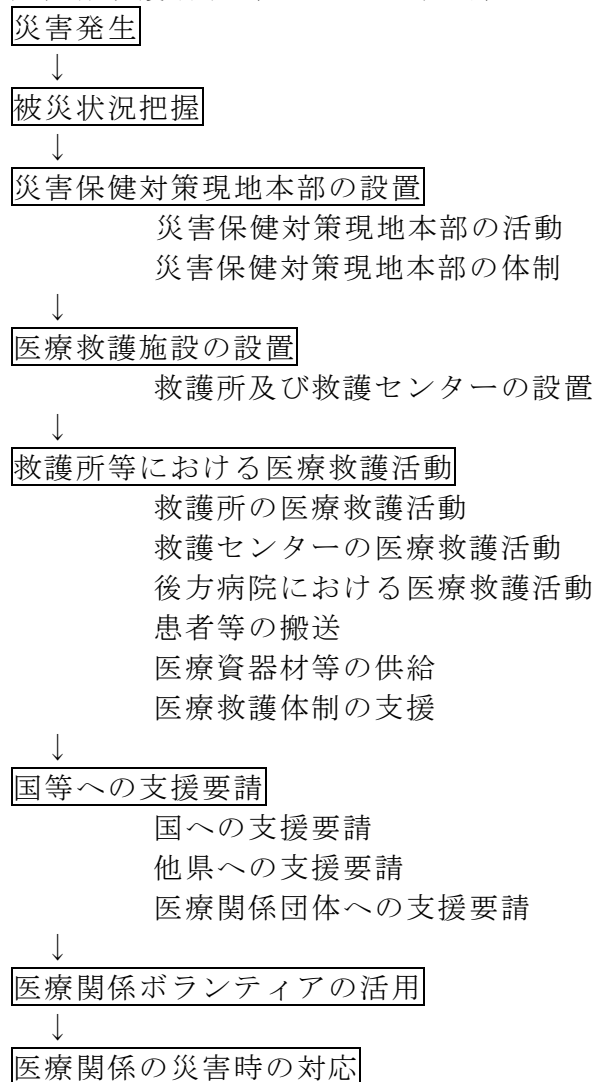 災害発生
↓
被災状況把握
↓
災害保健対策現地本部の設置
災害保健対策現地本部の活動
災害保健対策現地本部の体制
↓
医療救護施設の設置
救護所及び救護センターの設置
↓
救護所等における医療救護活動
救護所の医療救護活動
救護センターの医療救護活動
後方病院における医療救護活動
患者等の搬送
医療資器材等の供給
医療救護体制の支援
↓
国等への支援要請
国への支援要請
他県への支援要請
医療関係団体への支援要請
↓
医療関係ボランティアの活用
↓
医療関係の災害時の対応